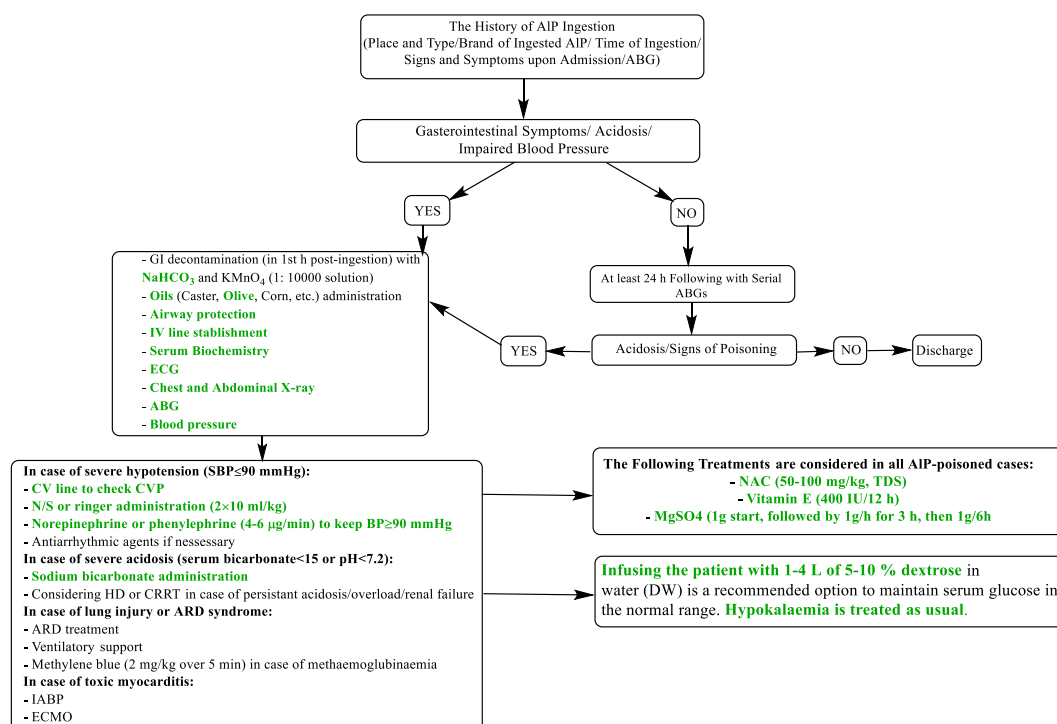 The History of AlP Ingestion
(Place and Type/Brand of Ingested AlP/ Time of Ingestion/
Signs and Symptoms upon Admission/ABG)
Gasterointestinal Symptoms/ Acidosis/
Impaired Blood Pressure
YES
NO
- GI decontamination (in 1st h post-ingestion) with
NaHCO3 and KMnO4 (1: 10000 solution)
- Oils (Caster, Olive, Corn, etc.) administration
- Airway protection
- IV line stablishment
- Serum Biochemistry
- ECG
- Chest and Abdominal X-ray
- ABG
- Blood pressure
At least 24 h Following with Serial
ABGs
YES
Acidosis/Signs of Poisoning
NO
Discharge
In case of severe hypotension (SBP≤90 mmHg):
- CV line to check CVP
- N/S or ringer administration (2×10 ml/kg)
- Norepinephrine or phenylephrine (4-6 μg/min) to keep BP≥90 mmHg
- Antiarrhythmic agents if nessessary
In case of severe acidosis (serum bicarbonate<15 or pH<7.2):
- Sodium bicarbonate administration
- Considering HD or CRRT in case of persistant acidosis/overload/renal failure
In case of lung injury or ARD syndrome:
- ARD treatment
- Ventilatory support
- Methylene blue (2 mg/kg over 5 min) in case of methaemoglubinaemia
In case of toxic myocarditis:
- IABP
- ECMO
The Following Treatments are considered in all AlP-poisoned cases:
- NAC (50-100 mg/kg, TDS)
- Vitamin E (400 IU/12 h)
- MgSO4 (1g start, followed by 1g/h for 3 h, then 1g/6h
Infusing the patient with 1-4 L of 5-10 % dextrose in
water (DW) is a recommended option to maintain serum glucose in
the normal range. Hypokalaemia is treated as usual.